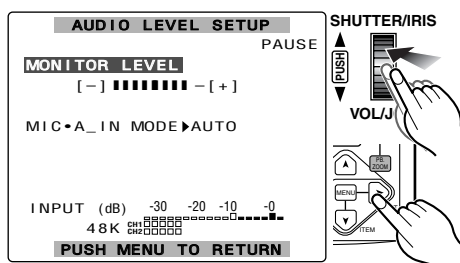 AUDIO LEVEL SETUP
PAUSE
MONITOR LEVEL
[–] ▮▮▮▮▮▮▮▮ – [+]
MIC•A_IN MODE▶AUTO
INPUT (dB) -30 -20 -10 -0
48K CH1
CH2
PUSH MENU TO RETURN
SHUTTER/IRIS
PUSH
VOL/J
PB.
ZOOM
MENU
ITEM